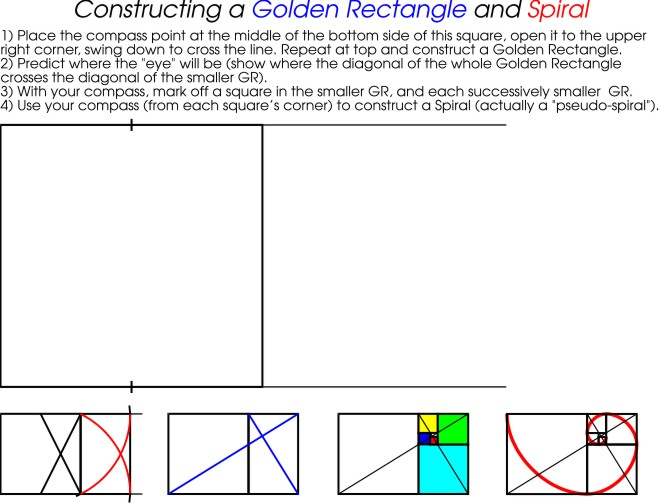 Constructing a Golden Rectangle and Spiral
1) Place the compass point at the middle of the bottom side of this square, open it to the upper
right corner, swing down to cross the line. Repeat at top and construct a Golden Rectangle.
2) Predict where the "eye" will be (show where the diagonal of the whole Golden Rectangle
crosses the diagonal of the smaller GR).
3) With your compass, mark off a square in the smaller GR, and each successively smaller  GR.
4) Use your compass (from each square's corner) to construct a Spiral (actually a "pseudo-spiral").